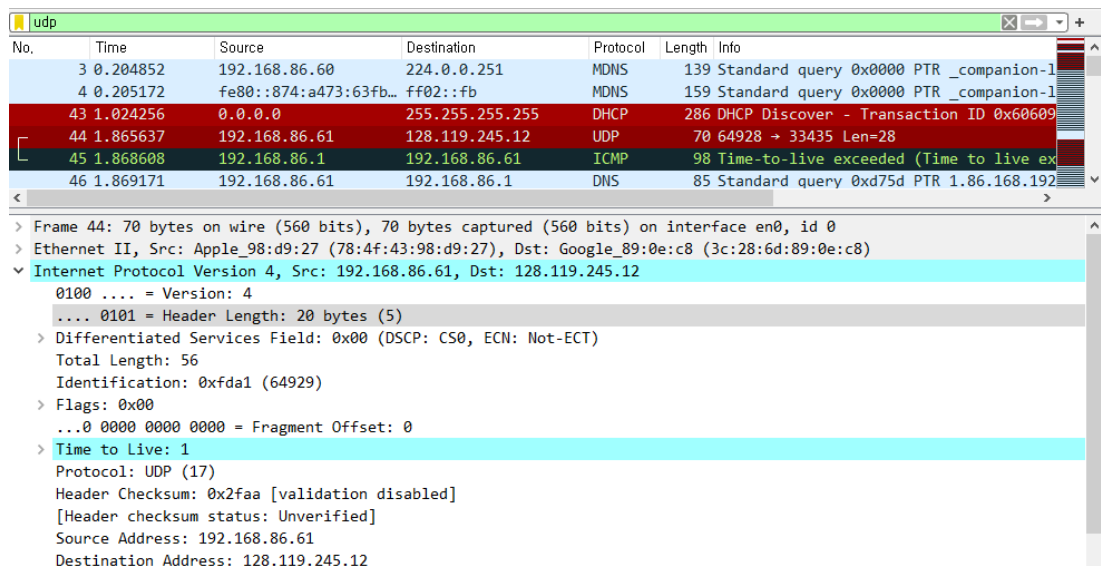 udp
No. Time Source Destination Protocol Length Info
3 0.204852 192.168.86.60 224.0.0.251 MDNS 139 Standard query 0x0000 PTR _companion-l
4 0.205172 fe80::874:a473:63fb… ff02::fb MDNS 159 Standard query 0x0000 PTR _companion-l
43 1.024256 0.0.0.0 255.255.255.255 DHCP 286 DHCP Discover - Transaction ID 0x60609
44 1.865637 192.168.86.61 128.119.245.12 UDP 70 64928 → 33435 Len=28
45 1.868608 192.168.86.1 192.168.86.61 ICMP 98 Time-to-live exceeded (Time to live ex
46 1.869171 192.168.86.61 192.168.86.1 DNS 85 Standard query 0xd75d PTR 1.86.168.192
Frame 44: 70 bytes on wire (560 bits), 70 bytes captured (560 bits) on interface en0, id 0
Ethernet II, Src: Apple_98:d9:27 (78:4f:43:98:d9:27), Dst: Google_89:0e:c8 (3c:28:6d:89:0e:c8)
Internet Protocol Version 4, Src: 192.168.86.61, Dst: 128.119.245.12
0100 .... = Version: 4
.... 0101 = Header Length: 20 bytes (5)
Differentiated Services Field: 0x00 (DSCP: CS0, ECN: Not-ECT)
Total Length: 56
Identification: 0xfda1 (64929)
Flags: 0x00
...0 0000 0000 0000 = Fragment Offset: 0
Time to Live: 1
Protocol: UDP (17)
Header Checksum: 0x2faa [validation disabled]
[Header checksum status: Unverified]
Source Address: 192.168.86.61
Destination Address: 128.119.245.12